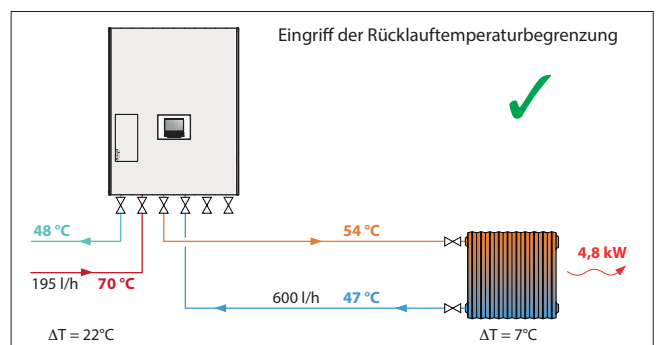 Eingriff der Rücklauftemperaturbegrenzung
48 °C
54 °C
4,8 kW
195 l/h
70 °C
600 l/h
47 °C
ΔT = 22°C
ΔT = 7°C